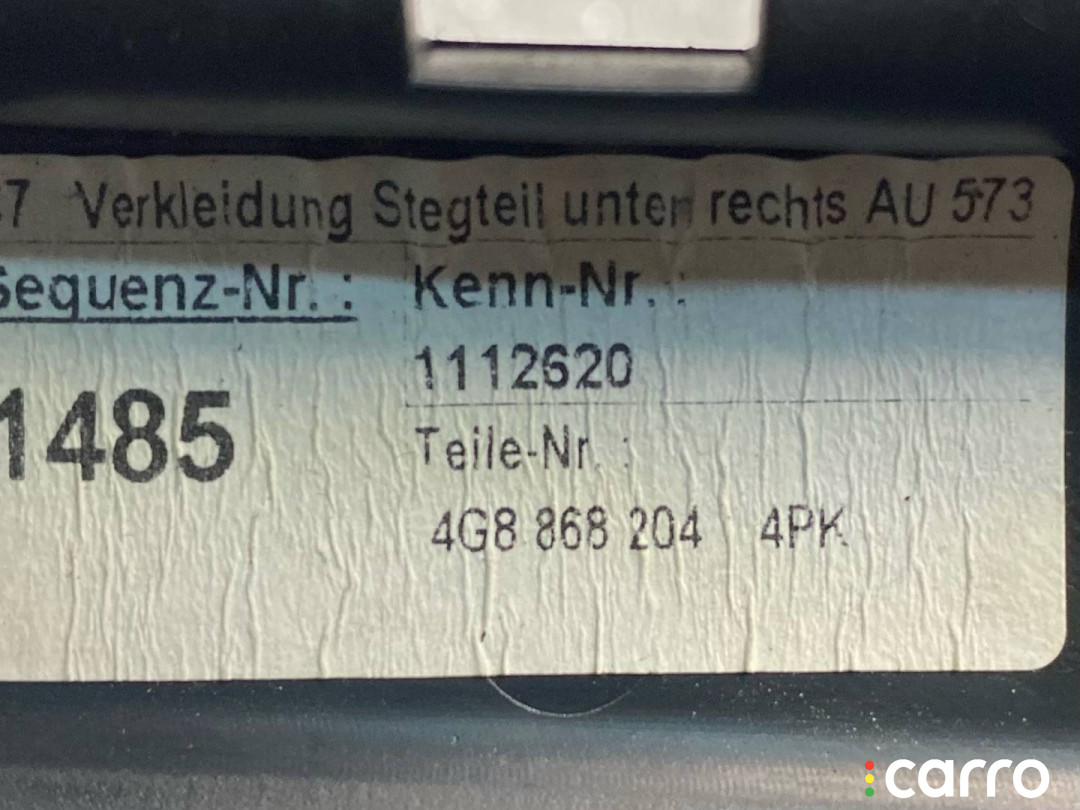 7 Verkleidung Stegteil unten rechts AU 573
Sequenz-Nr. : Kenn-Nr. :
1112620
1485
Teile-Nr. :
4G8 868 204 4PK
carro